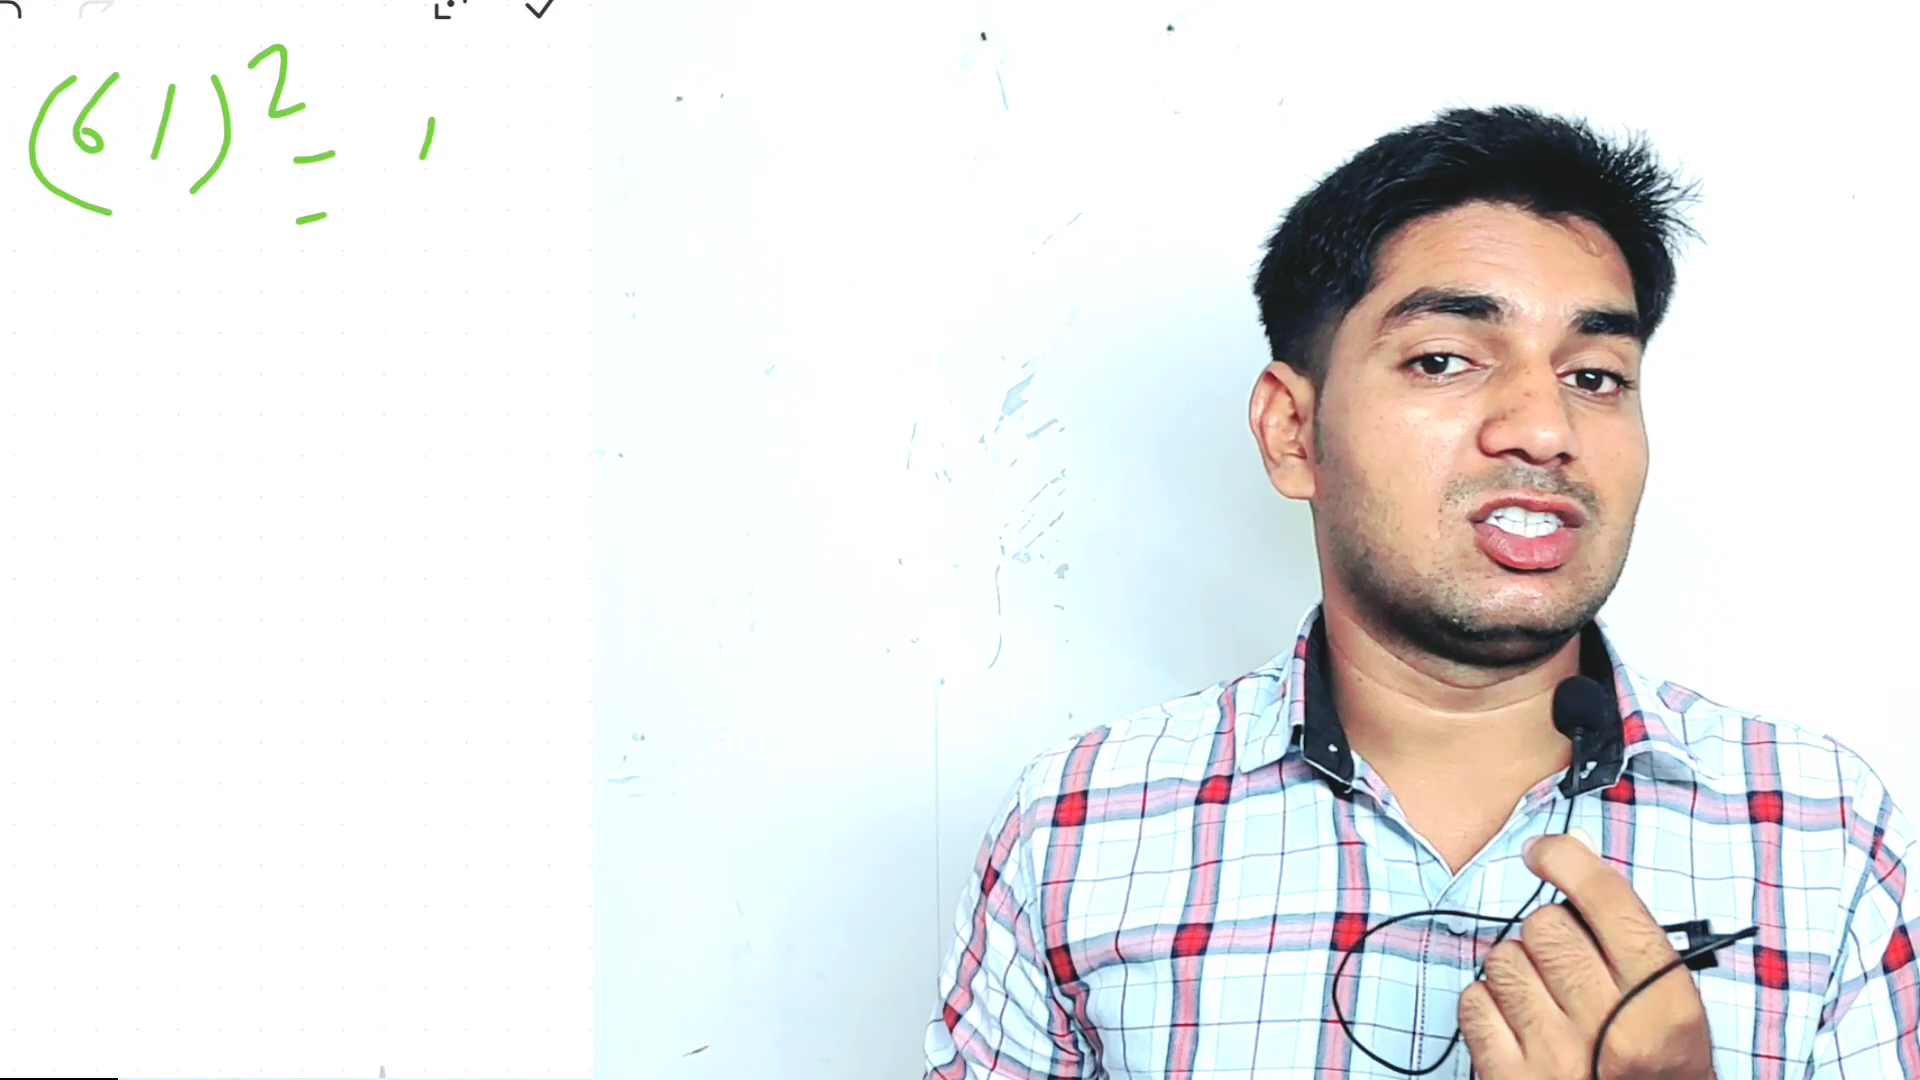 (61)² = 1